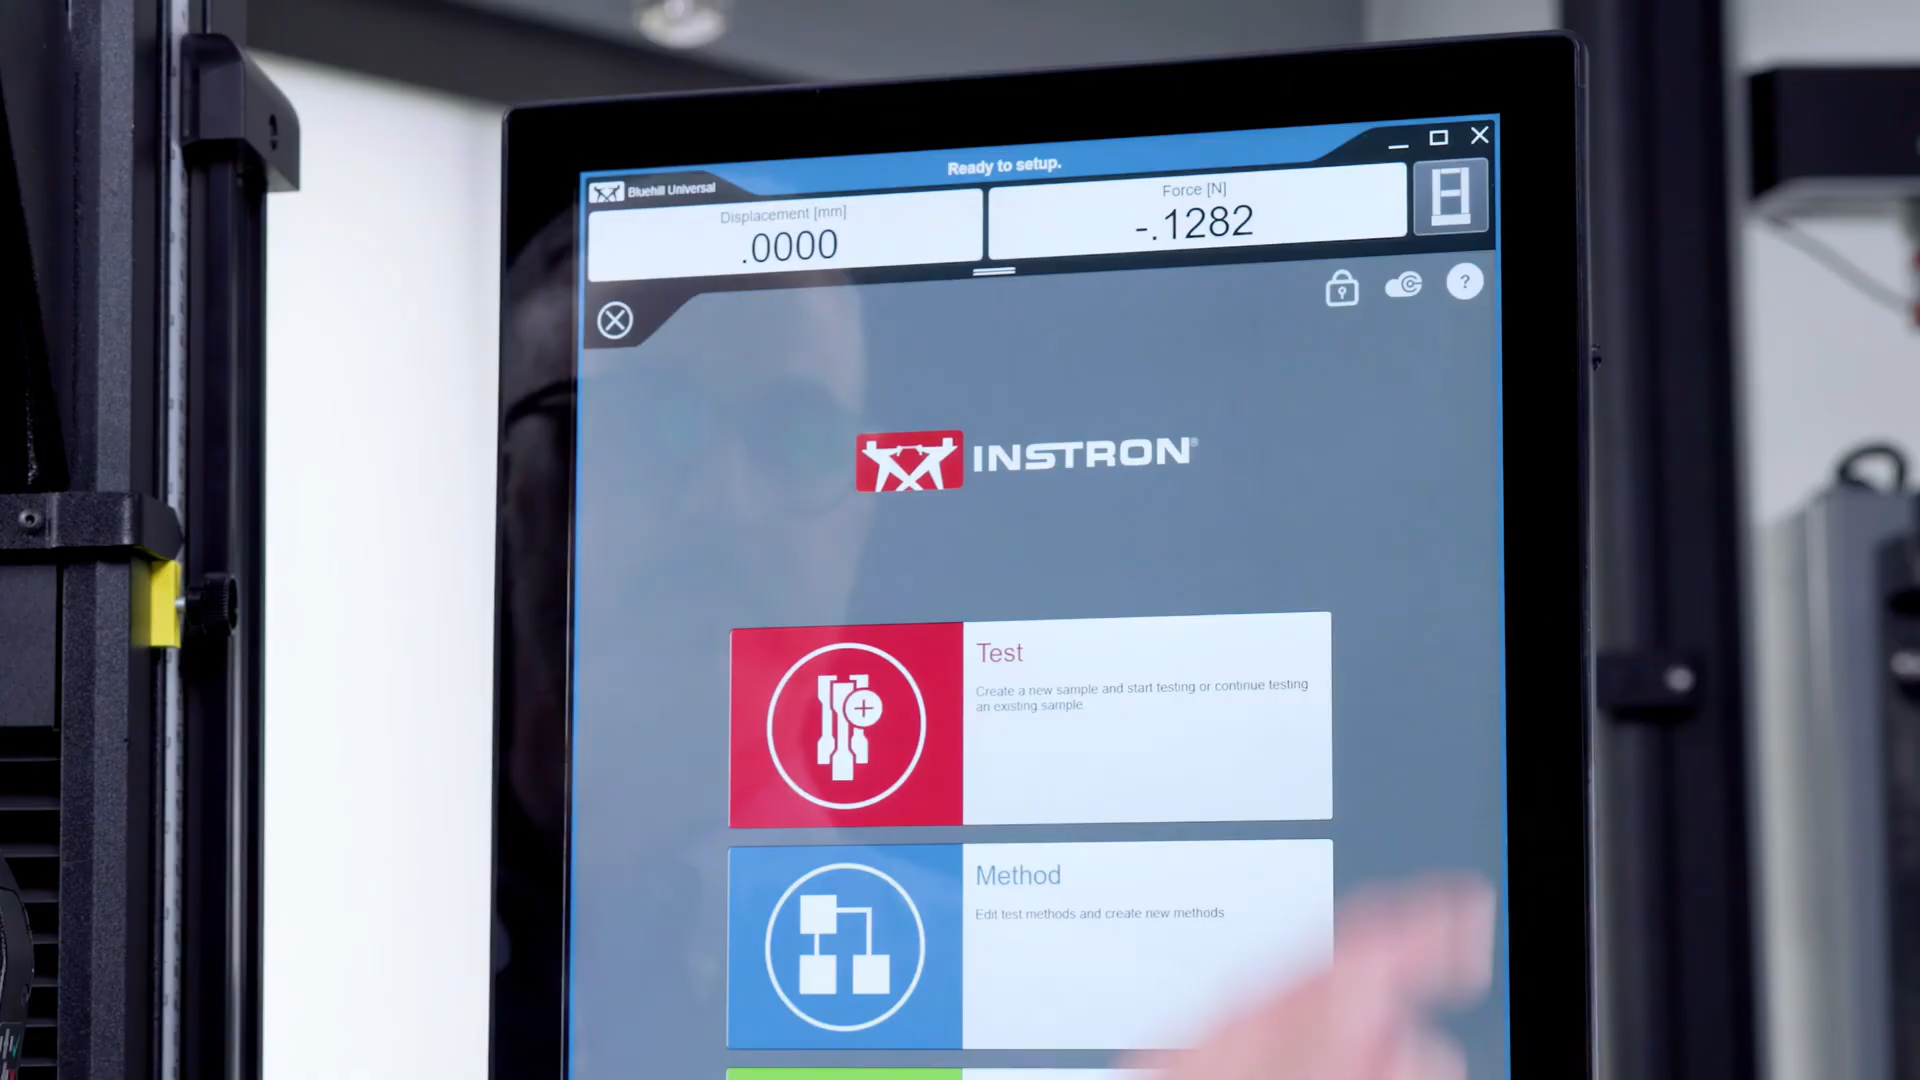 Ready to setup.
Bluehill Universal
Displacement [mm]
.0000
Force [N]
-.1282
?
INSTRON®
Test
Create a new sample and start testing or continue testing
an existing sample.
Method
Edit test methods and create new methods